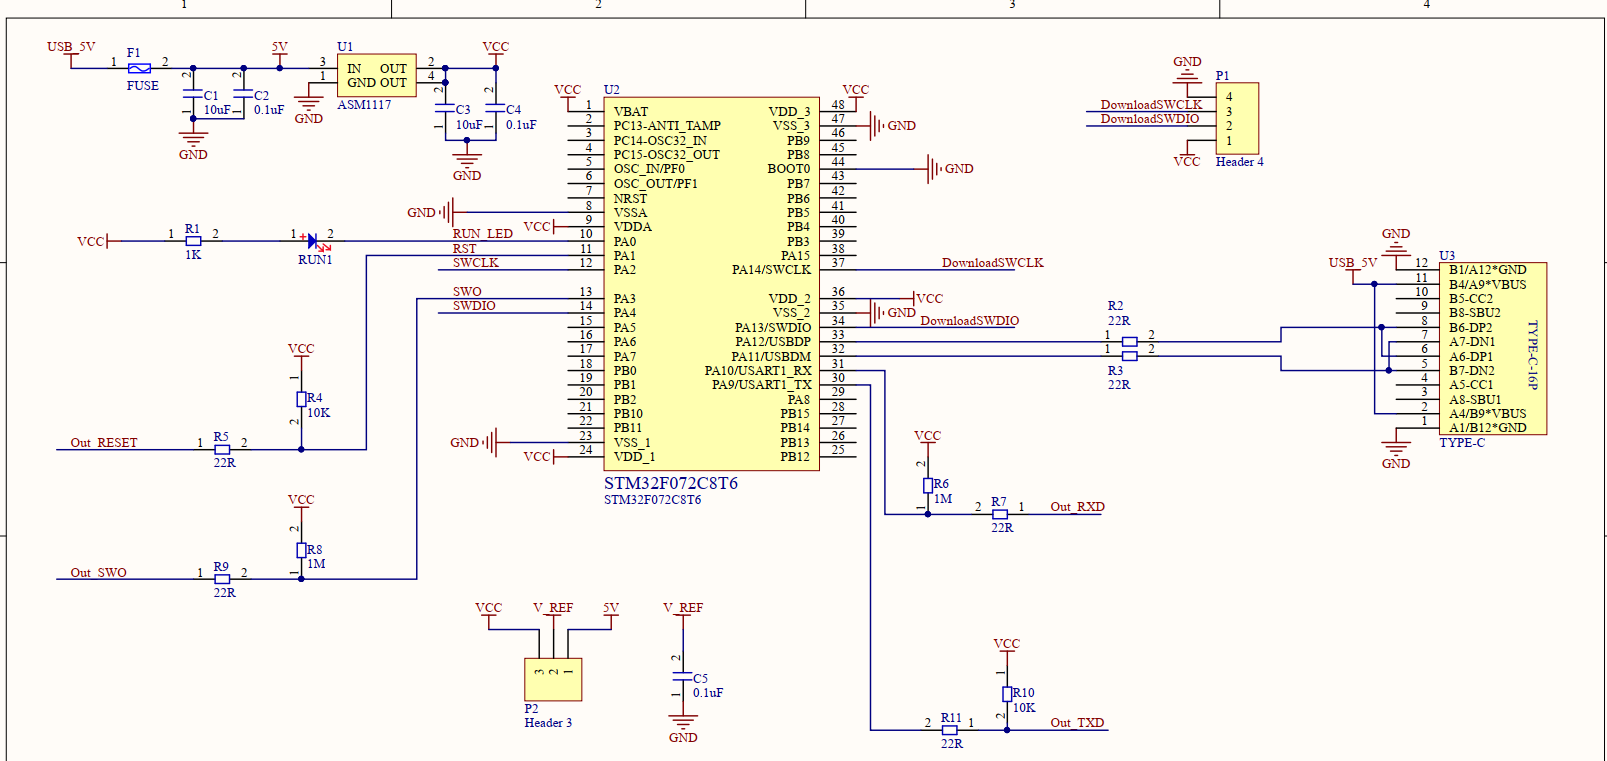 1 2 3 4
USB_5V F1 5V U1 VCC
1 2 3 IN OUT 2
1 GND OUT 4
FUSE ASM1117
2 C1 10uF 1
2 C2 0.1uF 1
GND GND
2 C3 10uF 1
2 C4 0.1uF 1
GND
VCC U2 VCC
1 VBAT VDD_3 48
2 PC13-ANTI_TAMP VSS_3 47 GND
3 PC14-OSC32_IN PB9 46
4 PC15-OSC32_OUT PB8 45
5 OSC_IN/PF0 BOOT0 44 GND
6 OSC_OUT/PF1 PB7 43
7 NRST PB6 42
GND 8 VSSA PB5 41
VCC 9 VDDA PB4 40
RUN_LED 10 PA0 PB3 39
RST 11 PA1 PA15 38
SWCLK 12 PA2 PA14/SWCLK 37 DownloadSWCLK
SWO 13 PA3 VDD_2 36 VCC
SWDIO 14 PA4 VSS_2 35 GND
15 PA5 PA13/SWDIO 34 DownloadSWDIO
16 PA6 PA12/USBDP 33
17 PA7 PA11/USBDM 32
18 PB0 PA10/USART1_RX 31
19 PB1 PA9/USART1_TX 30
20 PB2 PA8 29
21 PB10 PB15 28
22 PB11 PB14 27
GND 23 VSS_1 PB13 26
VCC 24 VDD_1 PB12 25
STM32F072C8T6
STM32F072C8T6
GND P1
4
DownloadSWCLK 3
DownloadSWDIO 2
1
VCC Header 4
VCC 1 R1 2 1 + 2
1K RUN1
GND
USB_5V U3
12 B1/A12*GND
11 B4/A9*VBUS
10 B5-CC2
9 B8-SBU2
8 B6-DP2
7 A7-DN1
6 A6-DP1
5 B7-DN2
4 A5-CC1
3 A8-SBU1
2 A4/B9*VBUS
1 A1/B12*GND
TYPE-C-16P
TYPE-C
GND
R2
22R
1 2
1 2
R3
22R
VCC
1 R4 10K 2
Out_RESET 1 R5 2
22R
VCC
2 R8 1M 1
Out_SWO 1 R9 2
22R
VCC
2 R6 1M 1
2 R7 1 Out_RXD
22R
VCC V_REF 5V
3 2 1
P2
Header 3
V_REF
2 C5 0.1uF 1
GND
VCC
1 R10 10K 2
2 R11 1 Out_TXD
22R